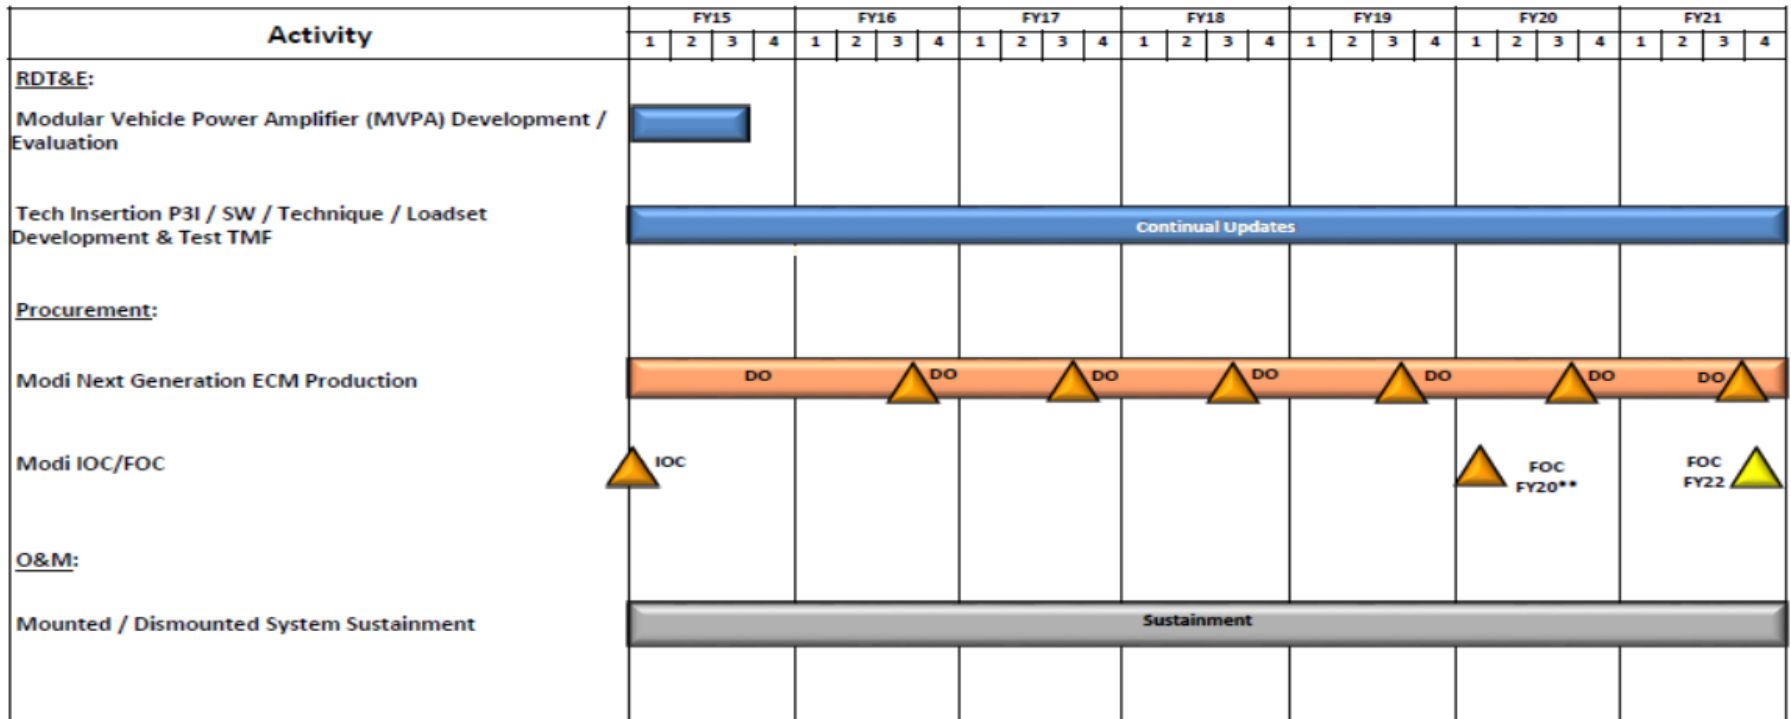 Activity
FY15 FY16 FY17 FY18 FY19 FY20 FY21
1 2 3 4 1 2 3 4 1 2 3 4 1 2 3 4 1 2 3 4 1 2 3 4 1 2 3 4
RDT&E:
Modular Vehicle Power Amplifier (MVPA) Development /
Evaluation
Tech Insertion P3I / SW / Technique / Loadset
Development & Test TMF
Continual Updates
Procurement:
Modi Next Generation ECM Production
DO DO DO DO DO DO DO
Modi IOC/FOC
IOC
FOC
FY20**
FOC
FY22
O&M:
Mounted / Dismounted System Sustainment
Sustainment